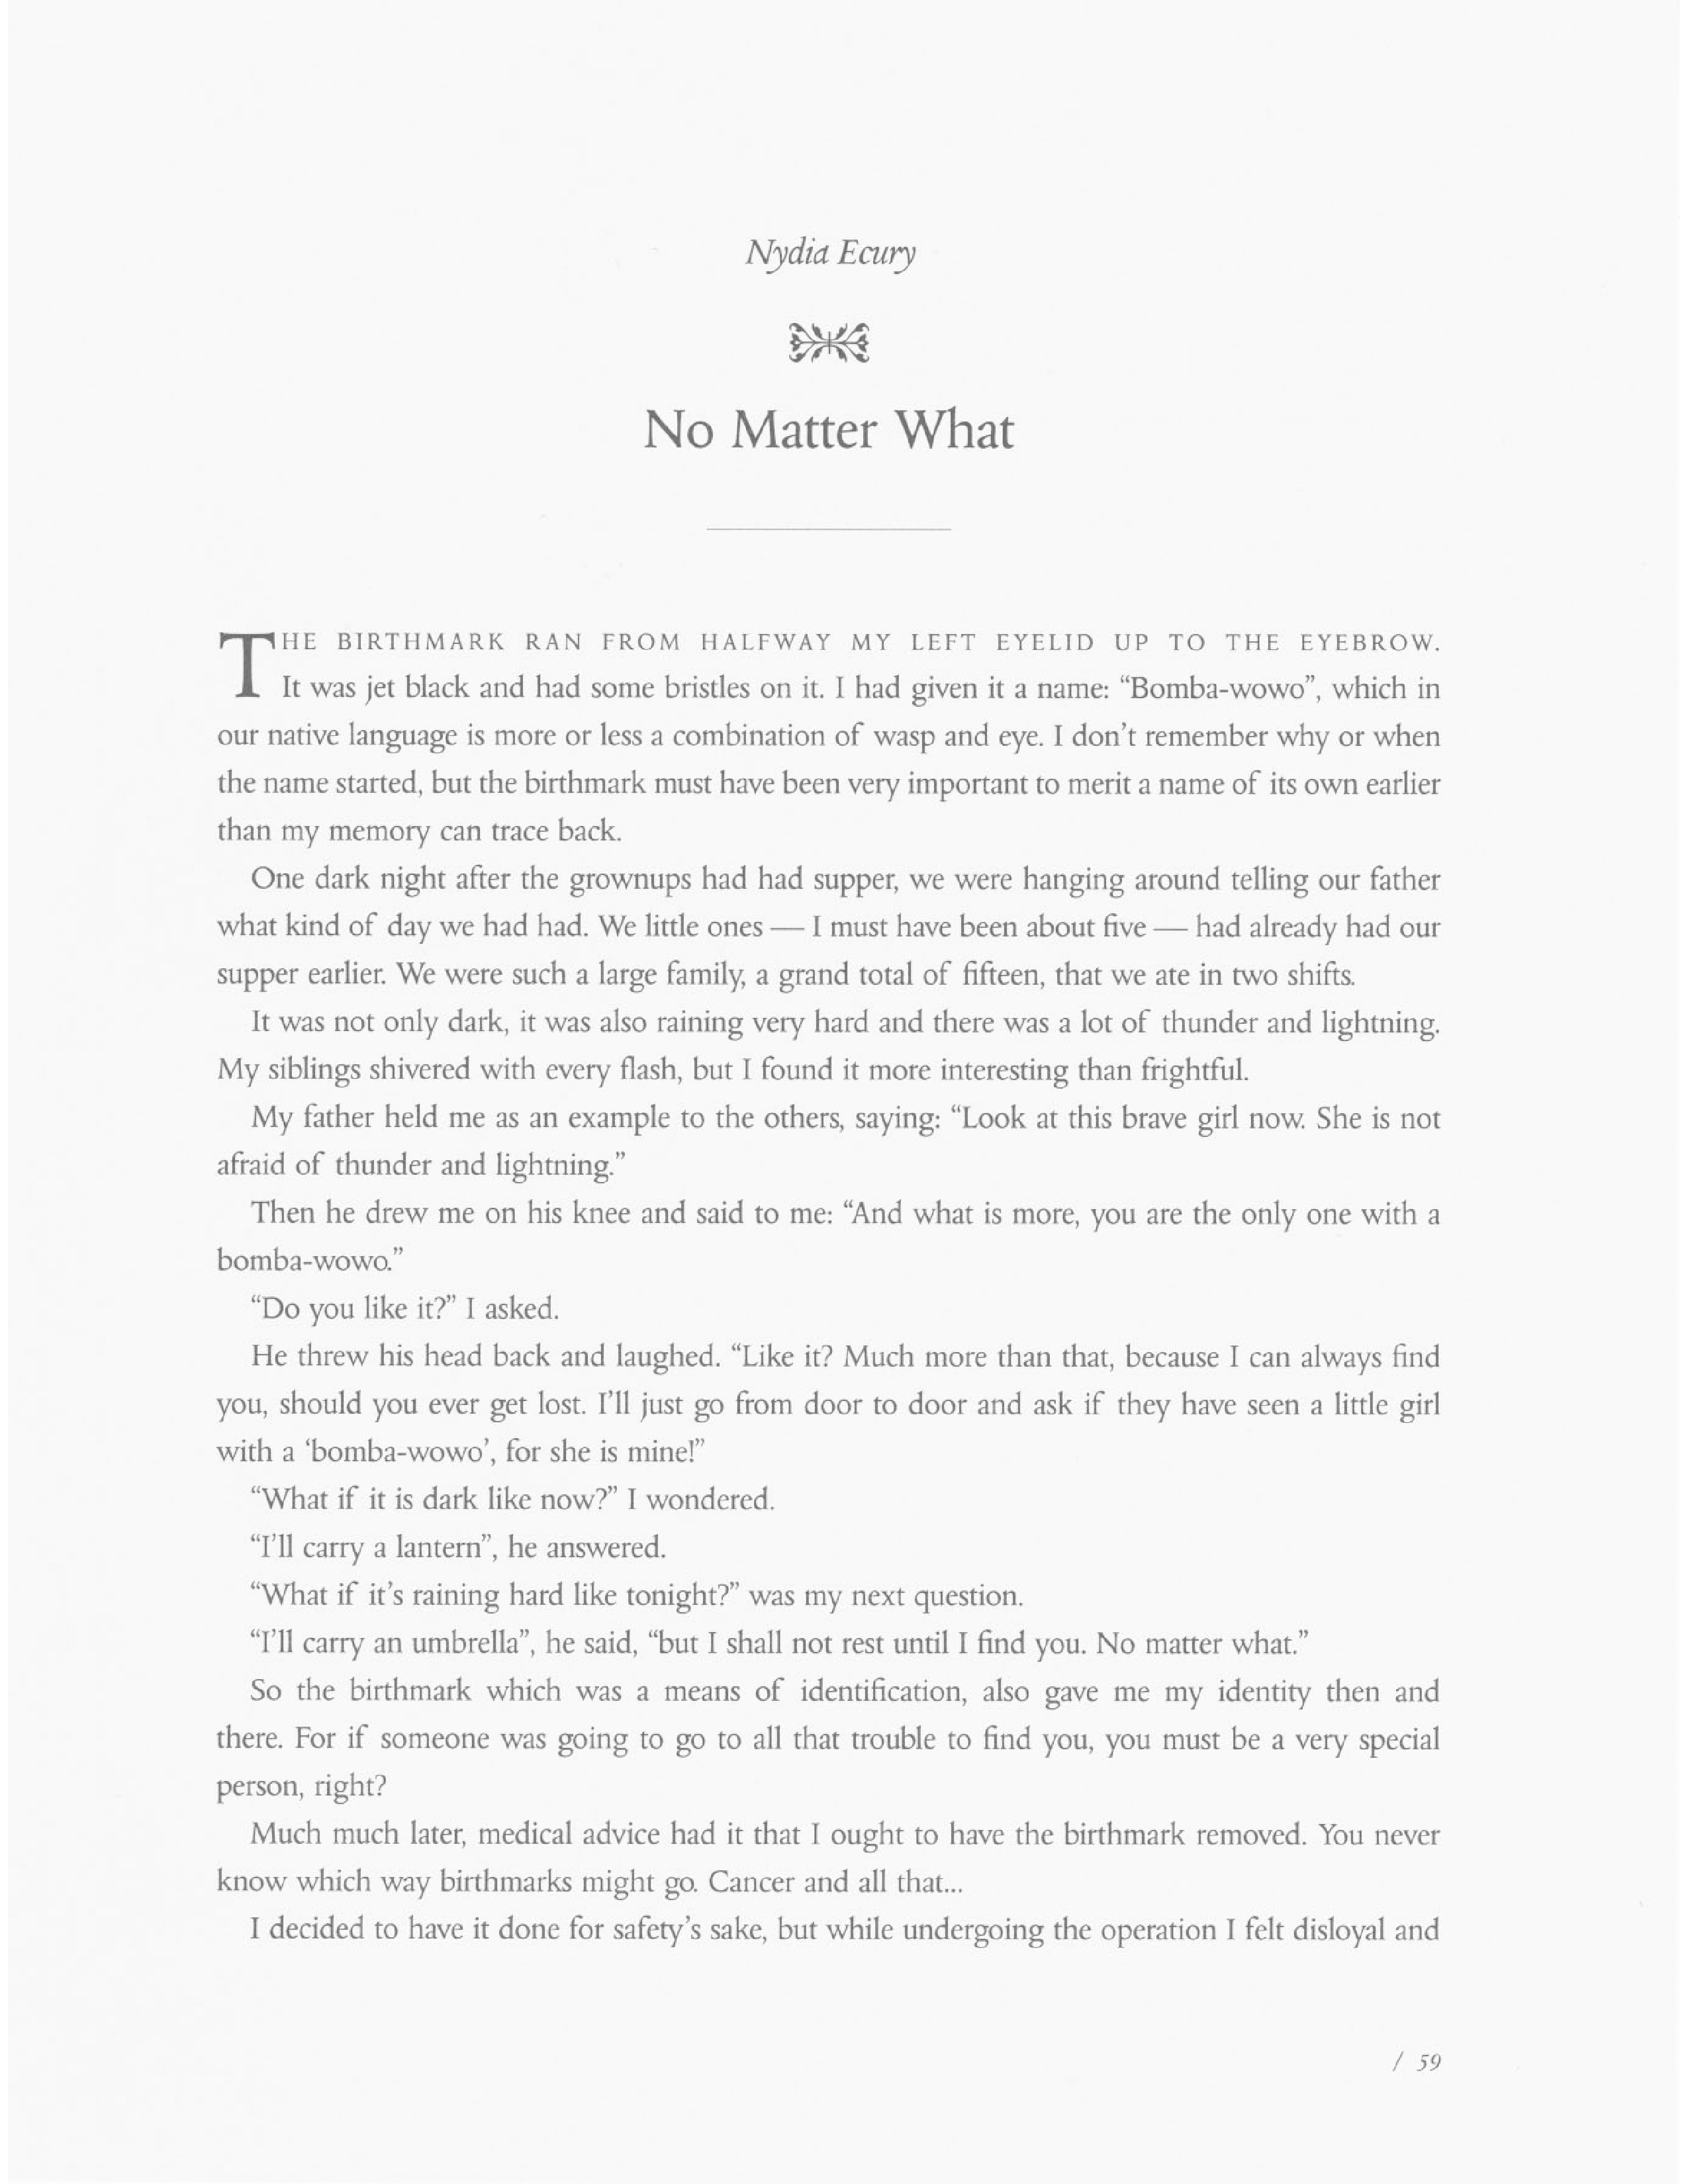 Nydia Ecury
No Matter What
THE BIRTHMARK RAN FROM HALFWAY MY LEFT EYELID UP TO THE EYEBROW.
It was jet black and had some bristles on it. I had given it a name: “Bomba-wowo”, which in
our native language is more or less a combination of wasp and eye. I don’t remember why or when
the name started, but the birthmark must have been very important to merit a name of its own earlier
than my memory can trace back.
One dark night after the grownups had had supper, we were hanging around telling our father
what kind of day we had had. We little ones — I must have been about five — had already had our
supper earlier. We were such a large family, a grand total of fifteen, that we ate in two shifts.
It was not only dark, it was also raining very hard and there was a lot of thunder and lightning.
My siblings shivered with every flash, but I found it more interesting than frightful.
My father held me as an example to the others, saying: “Look at this brave girl now. She is not
afraid of thunder and lightning.”
Then he drew me on his knee and said to me: “And what is more, you are the only one with a
bomba-wowo.”
“Do you like it?” I asked.
He threw his head back and laughed. “Like it? Much more than that, because I can always find
you, should you ever get lost. I’ll just go from door to door and ask if they have seen a little girl
with a ‘bomba-wowo’, for she is mine!”
“What if it is dark like now?” I wondered.
“I’ll carry a lantern”, he answered.
“What if it’s raining hard like tonight?” was my next question.
“I’ll carry an umbrella”, he said, “but I shall not rest until I find you. No matter what.”
So the birthmark which was a means of identification, also gave me my identity then and
there. For if someone was going to go to all that trouble to find you, you must be a very special
person, right?
Much much later, medical advice had it that I ought to have the birthmark removed. You never
know which way birthmarks might go. Cancer and all that...
I decided to have it done for safety’s sake, but while undergoing the operation I felt disloyal and
/ 59